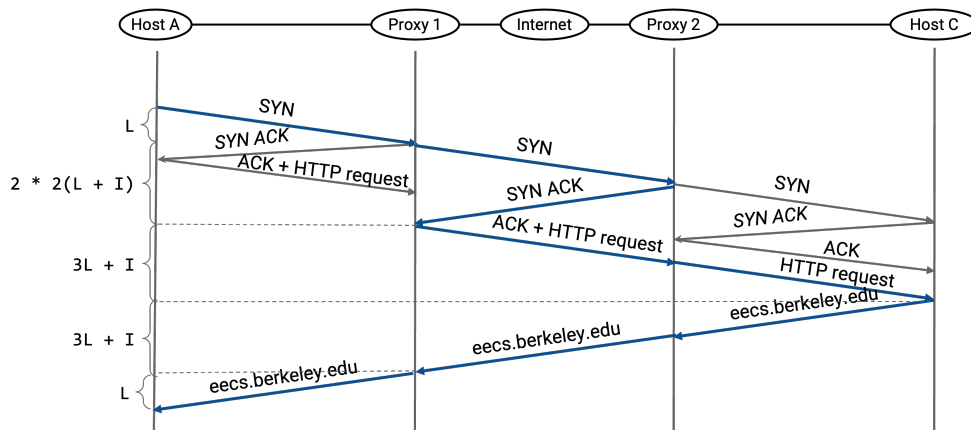 Host A
Proxy 1
Internet
Proxy 2
Host C
SYN
L
SYN ACK
SYN
ACK + HTTP request
2 * 2(L + I)
SYN
SYN ACK
SYN ACK
ACK + HTTP request
ACK
3L + I
HTTP request
eecs.berkeley.edu
3L + I
eecs.berkeley.edu
eecs.berkeley.edu
L